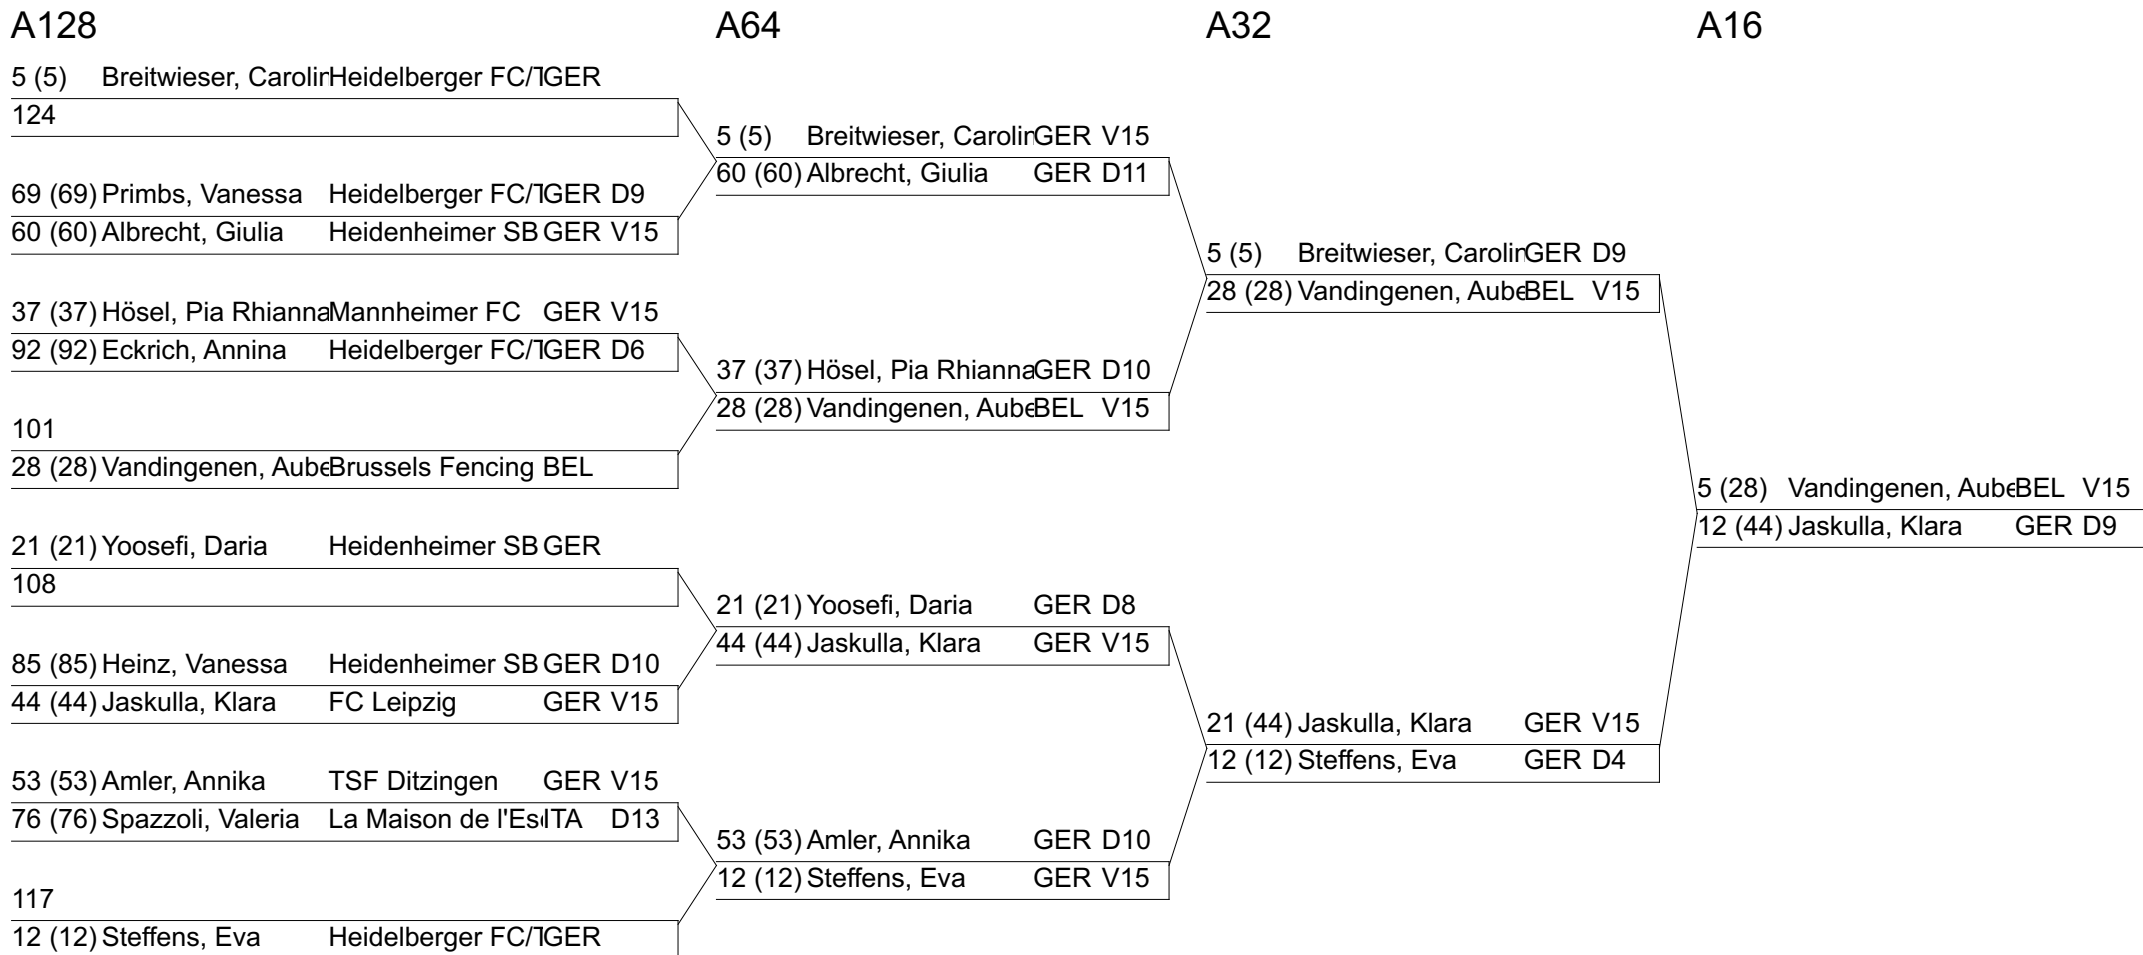 A128 A64 A32 A16
5 (5) Breitwieser, Carolin Heidelberger FC/T GER
124
5 (5) Breitwieser, Carolin GER V15
60 (60) Albrecht, Giulia GER D11
69 (69) Primbs, Vanessa Heidelberger FC/T GER D9
60 (60) Albrecht, Giulia Heidenheimer SB GER V15
5 (5) Breitwieser, Carolin GER D9
28 (28) Vandingenen, Aube BEL V15
37 (37) Hösel, Pia Rhianna Mannheimer FC GER V15
92 (92) Eckrich, Annina Heidelberger FC/T GER D6
37 (37) Hösel, Pia Rhianna GER D10
28 (28) Vandingenen, Aube BEL V15
101
28 (28) Vandingenen, Aube Brussels Fencing BEL
5 (28) Vandingenen, Aube BEL V15
12 (44) Jaskulla, Klara GER D9
21 (21) Yoosefi, Daria Heidenheimer SB GER
108
21 (21) Yoosefi, Daria GER D8
44 (44) Jaskulla, Klara GER V15
85 (85) Heinz, Vanessa Heidenheimer SB GER D10
44 (44) Jaskulla, Klara FC Leipzig GER V15
21 (44) Jaskulla, Klara GER V15
12 (12) Steffens, Eva GER D4
53 (53) Amler, Annika TSF Ditzingen GER V15
76 (76) Spazzoli, Valeria La Maison de l'Esc ITA D13
53 (53) Amler, Annika GER D10
12 (12) Steffens, Eva GER V15
117
12 (12) Steffens, Eva Heidelberger FC/T GER